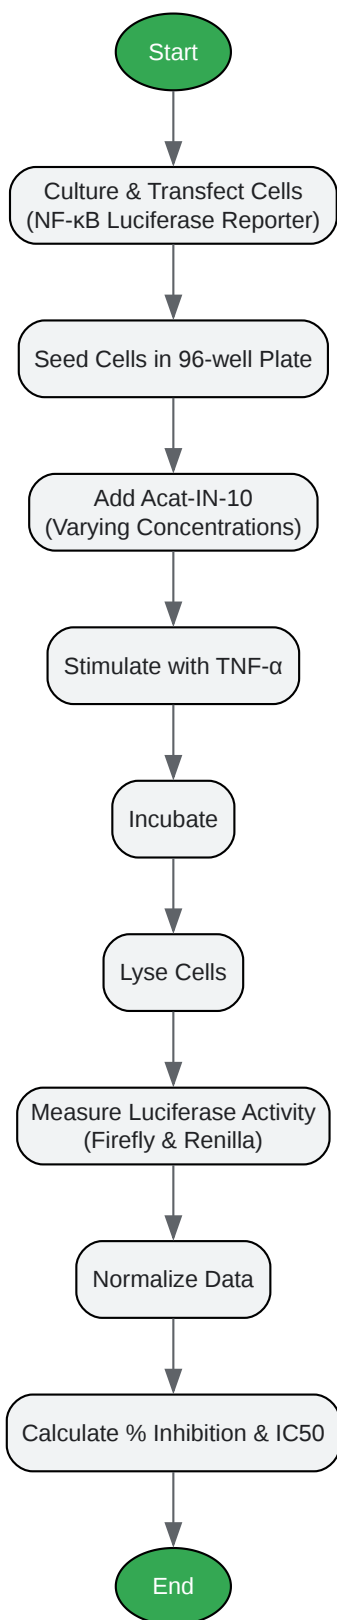 Start
Culture & Transfect Cells
(NF-κB Luciferase Reporter)
Seed Cells in 96-well Plate
Add Acat-IN-10
(Varying Concentrations)
Stimulate with TNF-α
Incubate
Lyse Cells
Measure Luciferase Activity
(Firefly & Renilla)
Normalize Data
Calculate % Inhibition & IC50
End